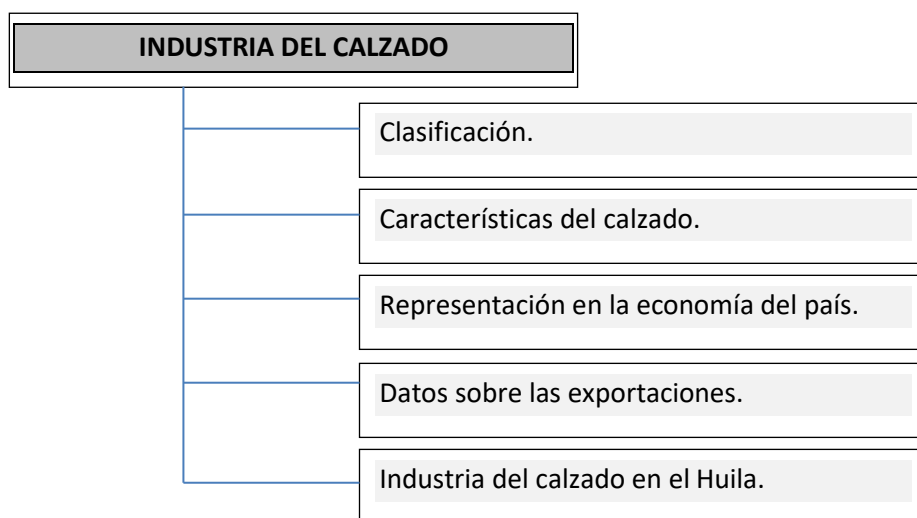 INDUSTRIA DEL CALZADO
Clasificación.
Características del calzado.
Representación en la economía del país.
Datos sobre las exportaciones.
Industria del calzado en el Huila.